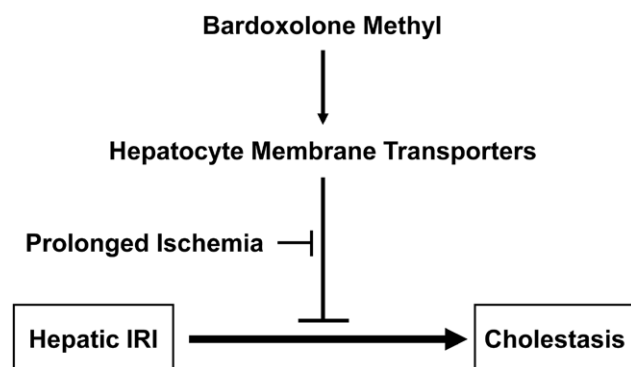 Bardoxolone Methyl
Hepatocyte Membrane Transporters
Prolonged Ischemia
Hepatic IRI
Cholestasis